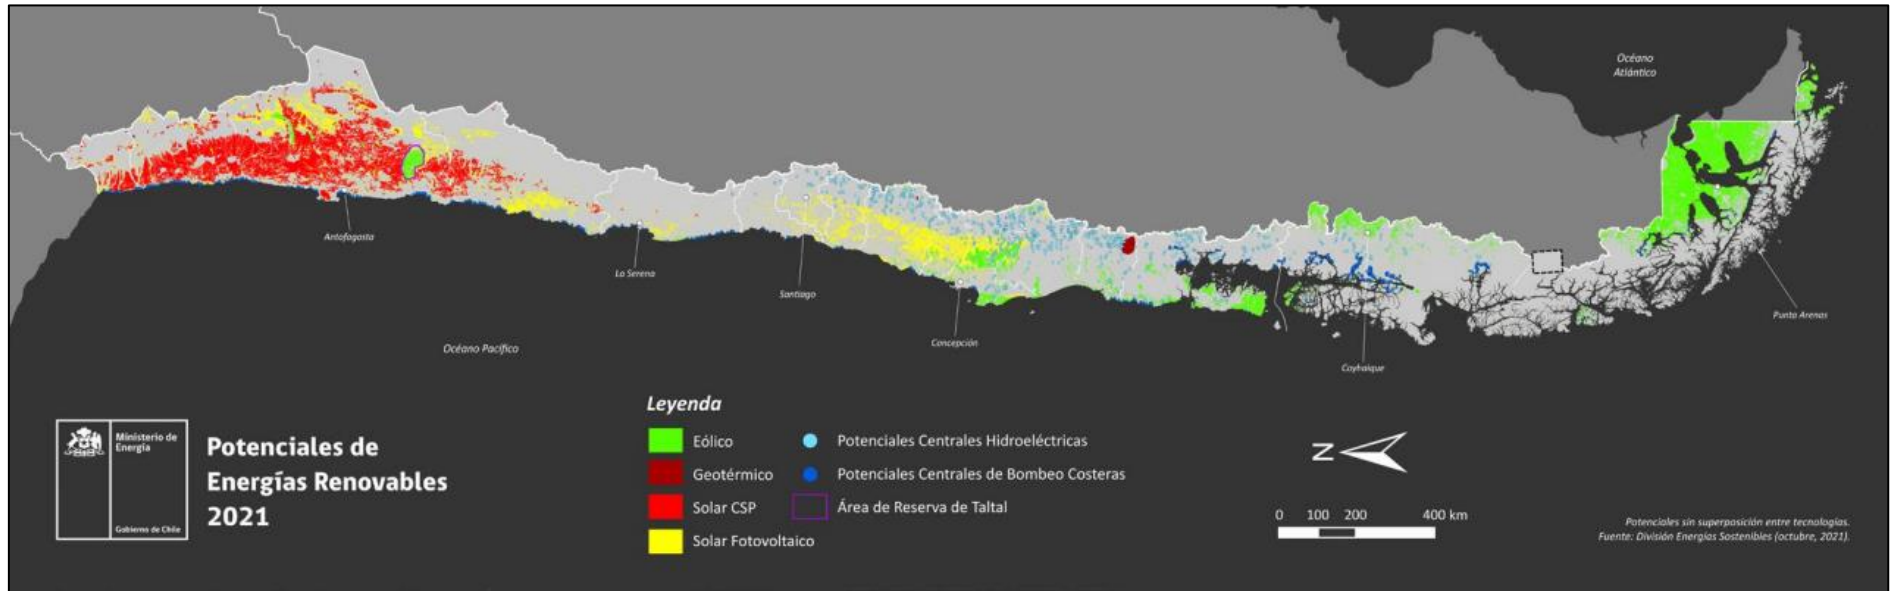 Océano
Atlántico
Antofagasta
La Serena
Santiago
Concepción
Coyhaique
Punta Arenas
Océano Pacífico
Ministerio de
Energía
Gobierno de Chile
Potenciales de
Energías Renovables
2021
Leyenda
Eólico
Geotérmico
Solar CSP
Solar Fotovoltaico
Potenciales Centrales Hidroeléctricas
Potenciales Centrales de Bombeo Costeras
Área de Reserva de Taltal
N
0 100 200 400 km
Potenciales sin superposición entre tecnologías.
Fuente: División Energías Sostenibles (octubre, 2021).